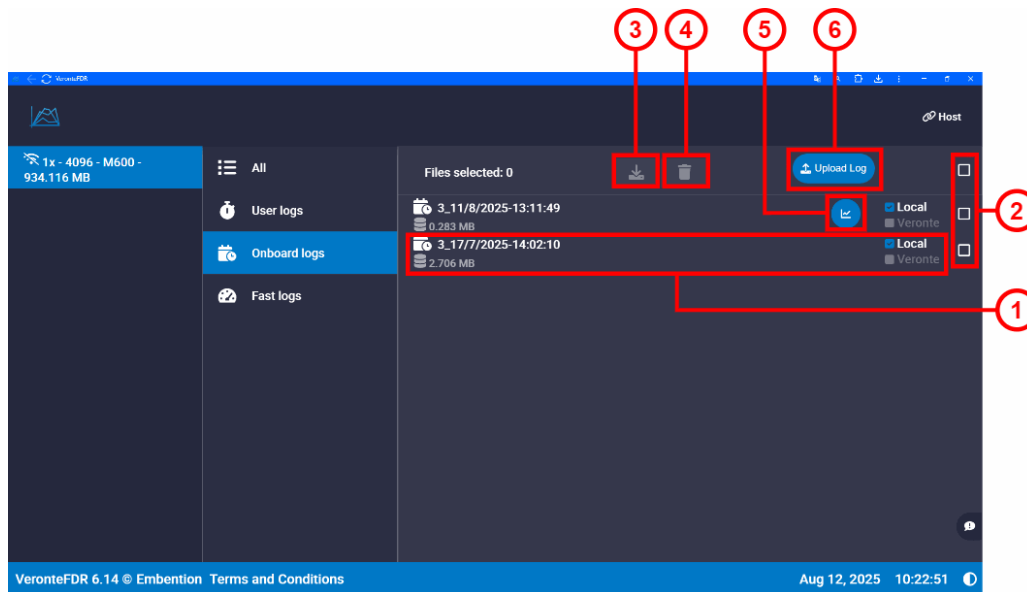 3 4 5 6
VeronteFDR
Host
1x - 4096 - M600 -
934.116 MB
All
User logs
Onboard logs
Fast logs
Files selected: 0
Upload Log
3_11/8/2025-13:11:49
0.283 MB
Local
Veronte
2
3_17/7/2025-14:02:10
2.706 MB
Local
Veronte
1
VeronteFDR 6.14 © Embention Terms and Conditions
Aug 12, 2025 10:22:51